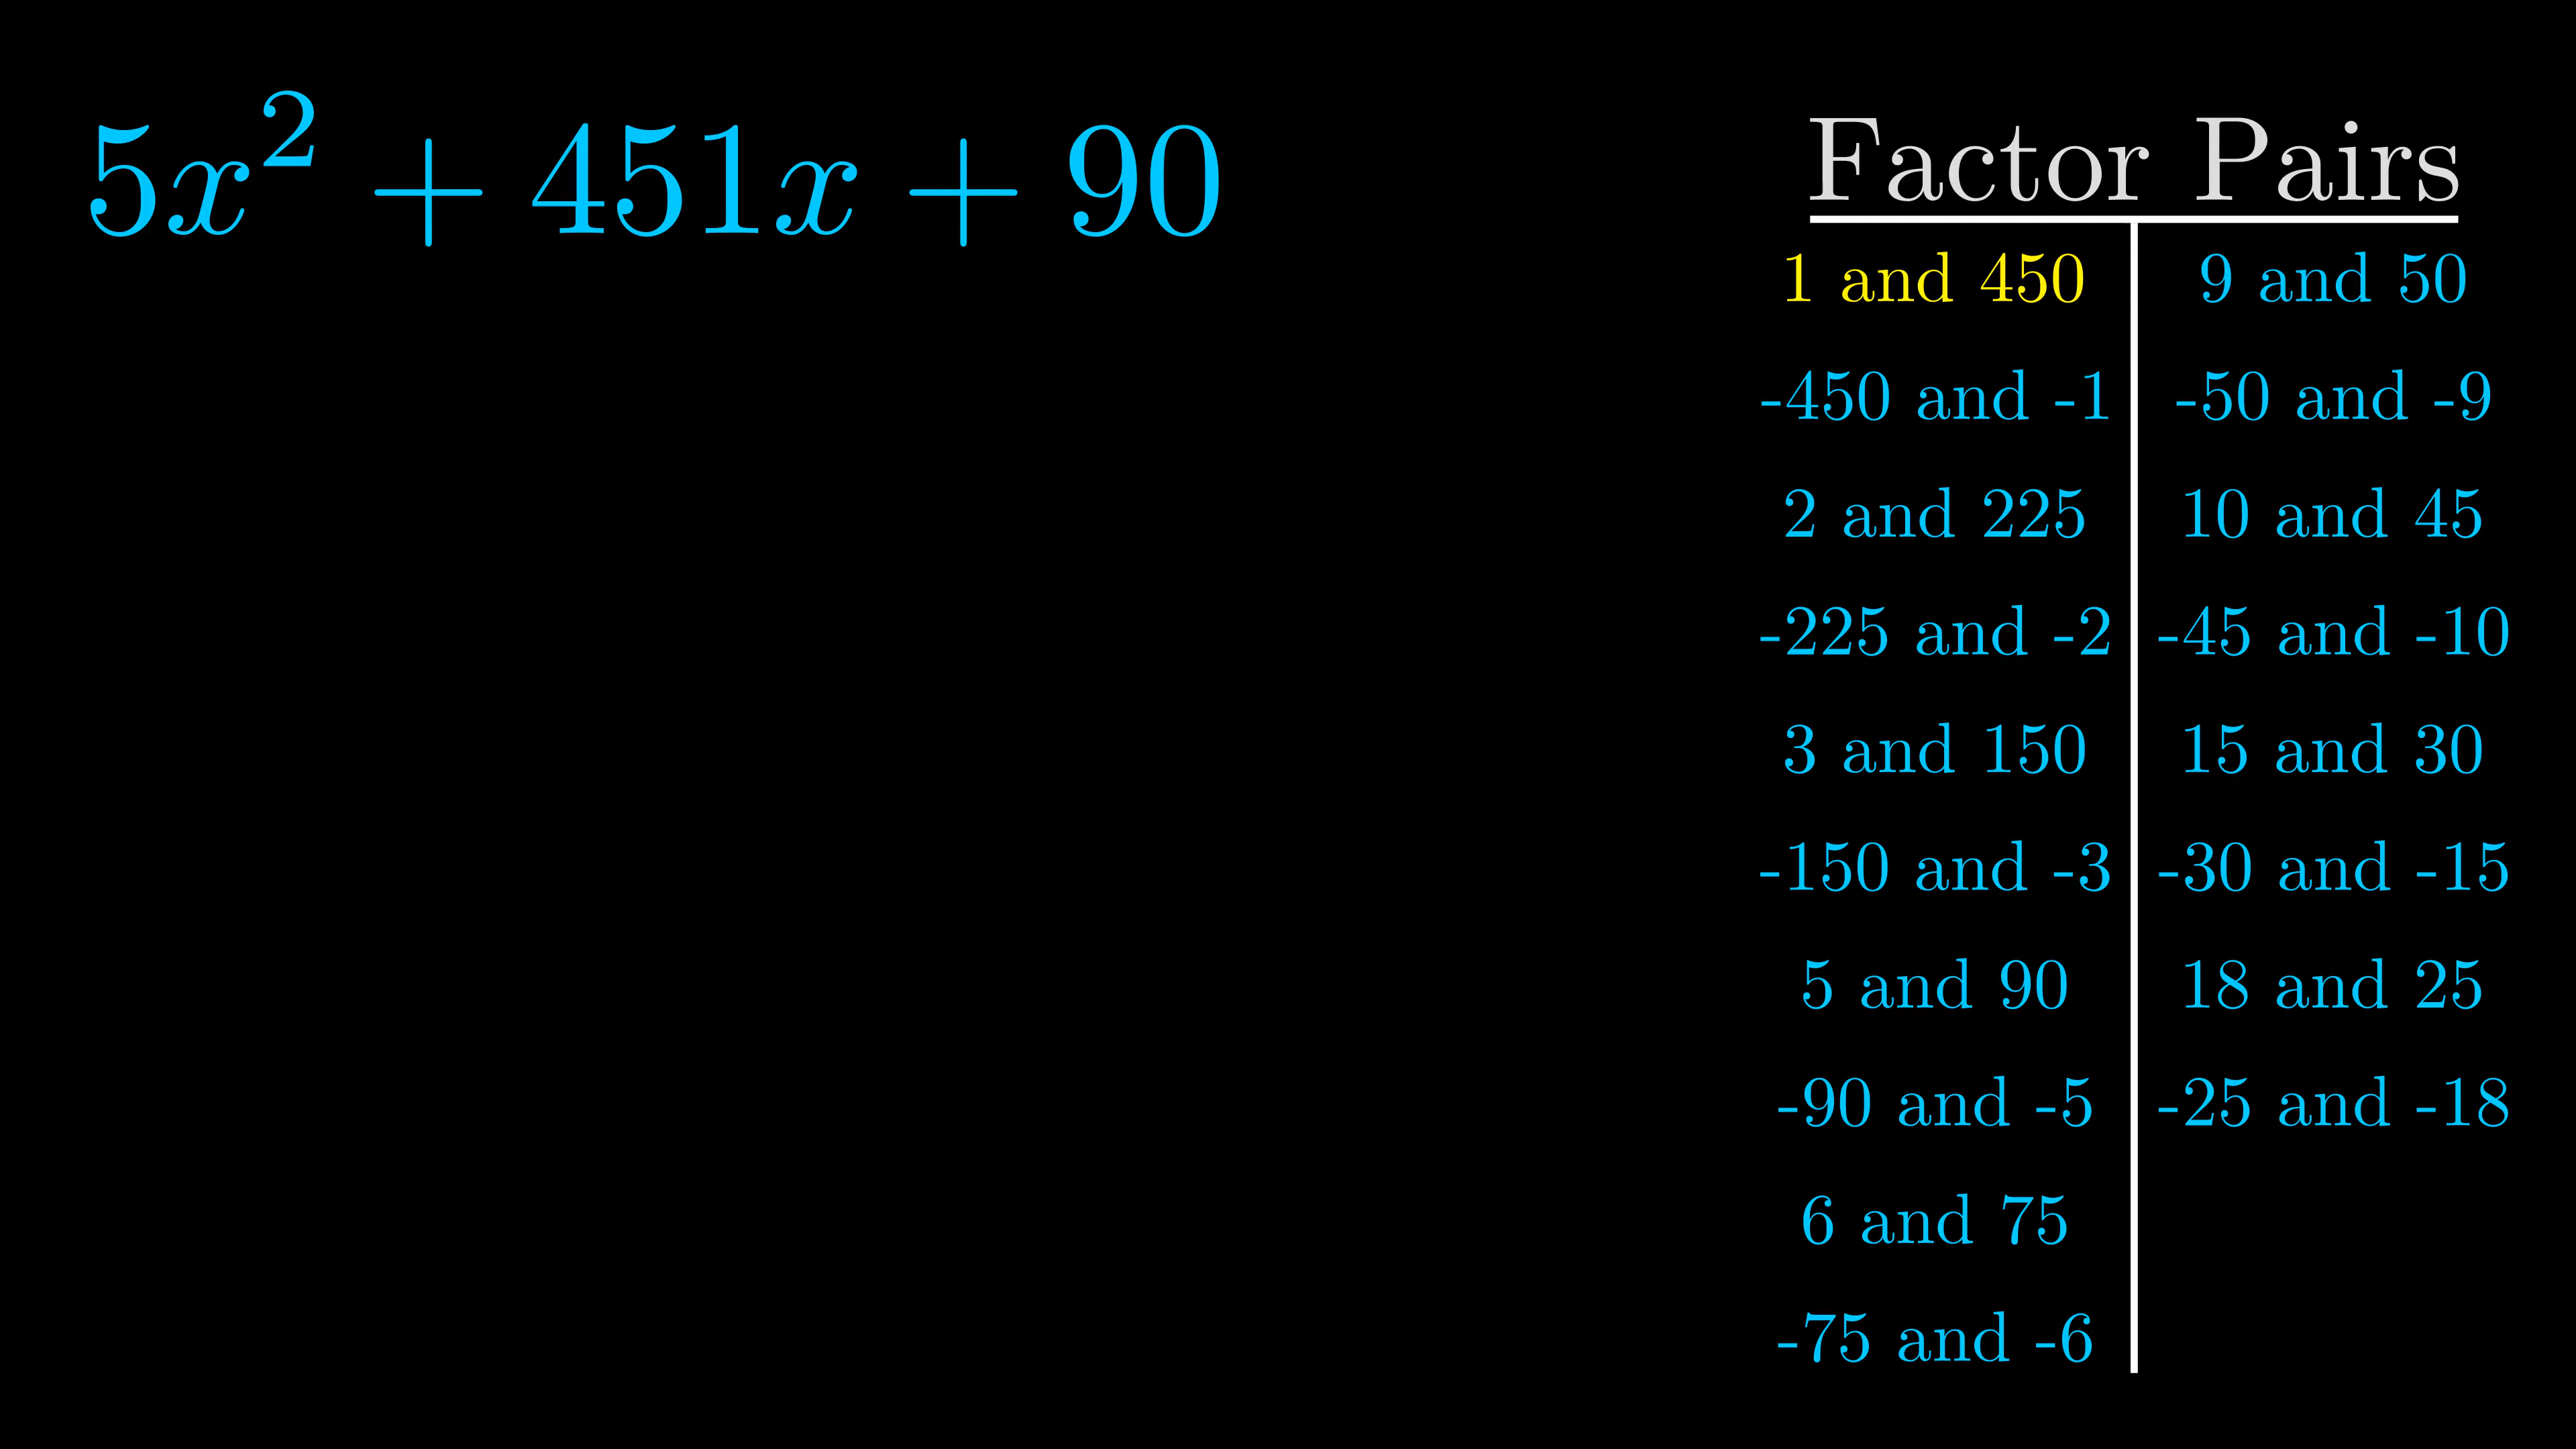 5x² + 451x + 90
Factor Pairs
1 and 450
-450 and -1
2 and 225
-225 and -2
3 and 150
-150 and -3
5 and 90
-90 and -5
6 and 75
-75 and -6
9 and 50
-50 and -9
10 and 45
-45 and -10
15 and 30
-30 and -15
18 and 25
-25 and -18